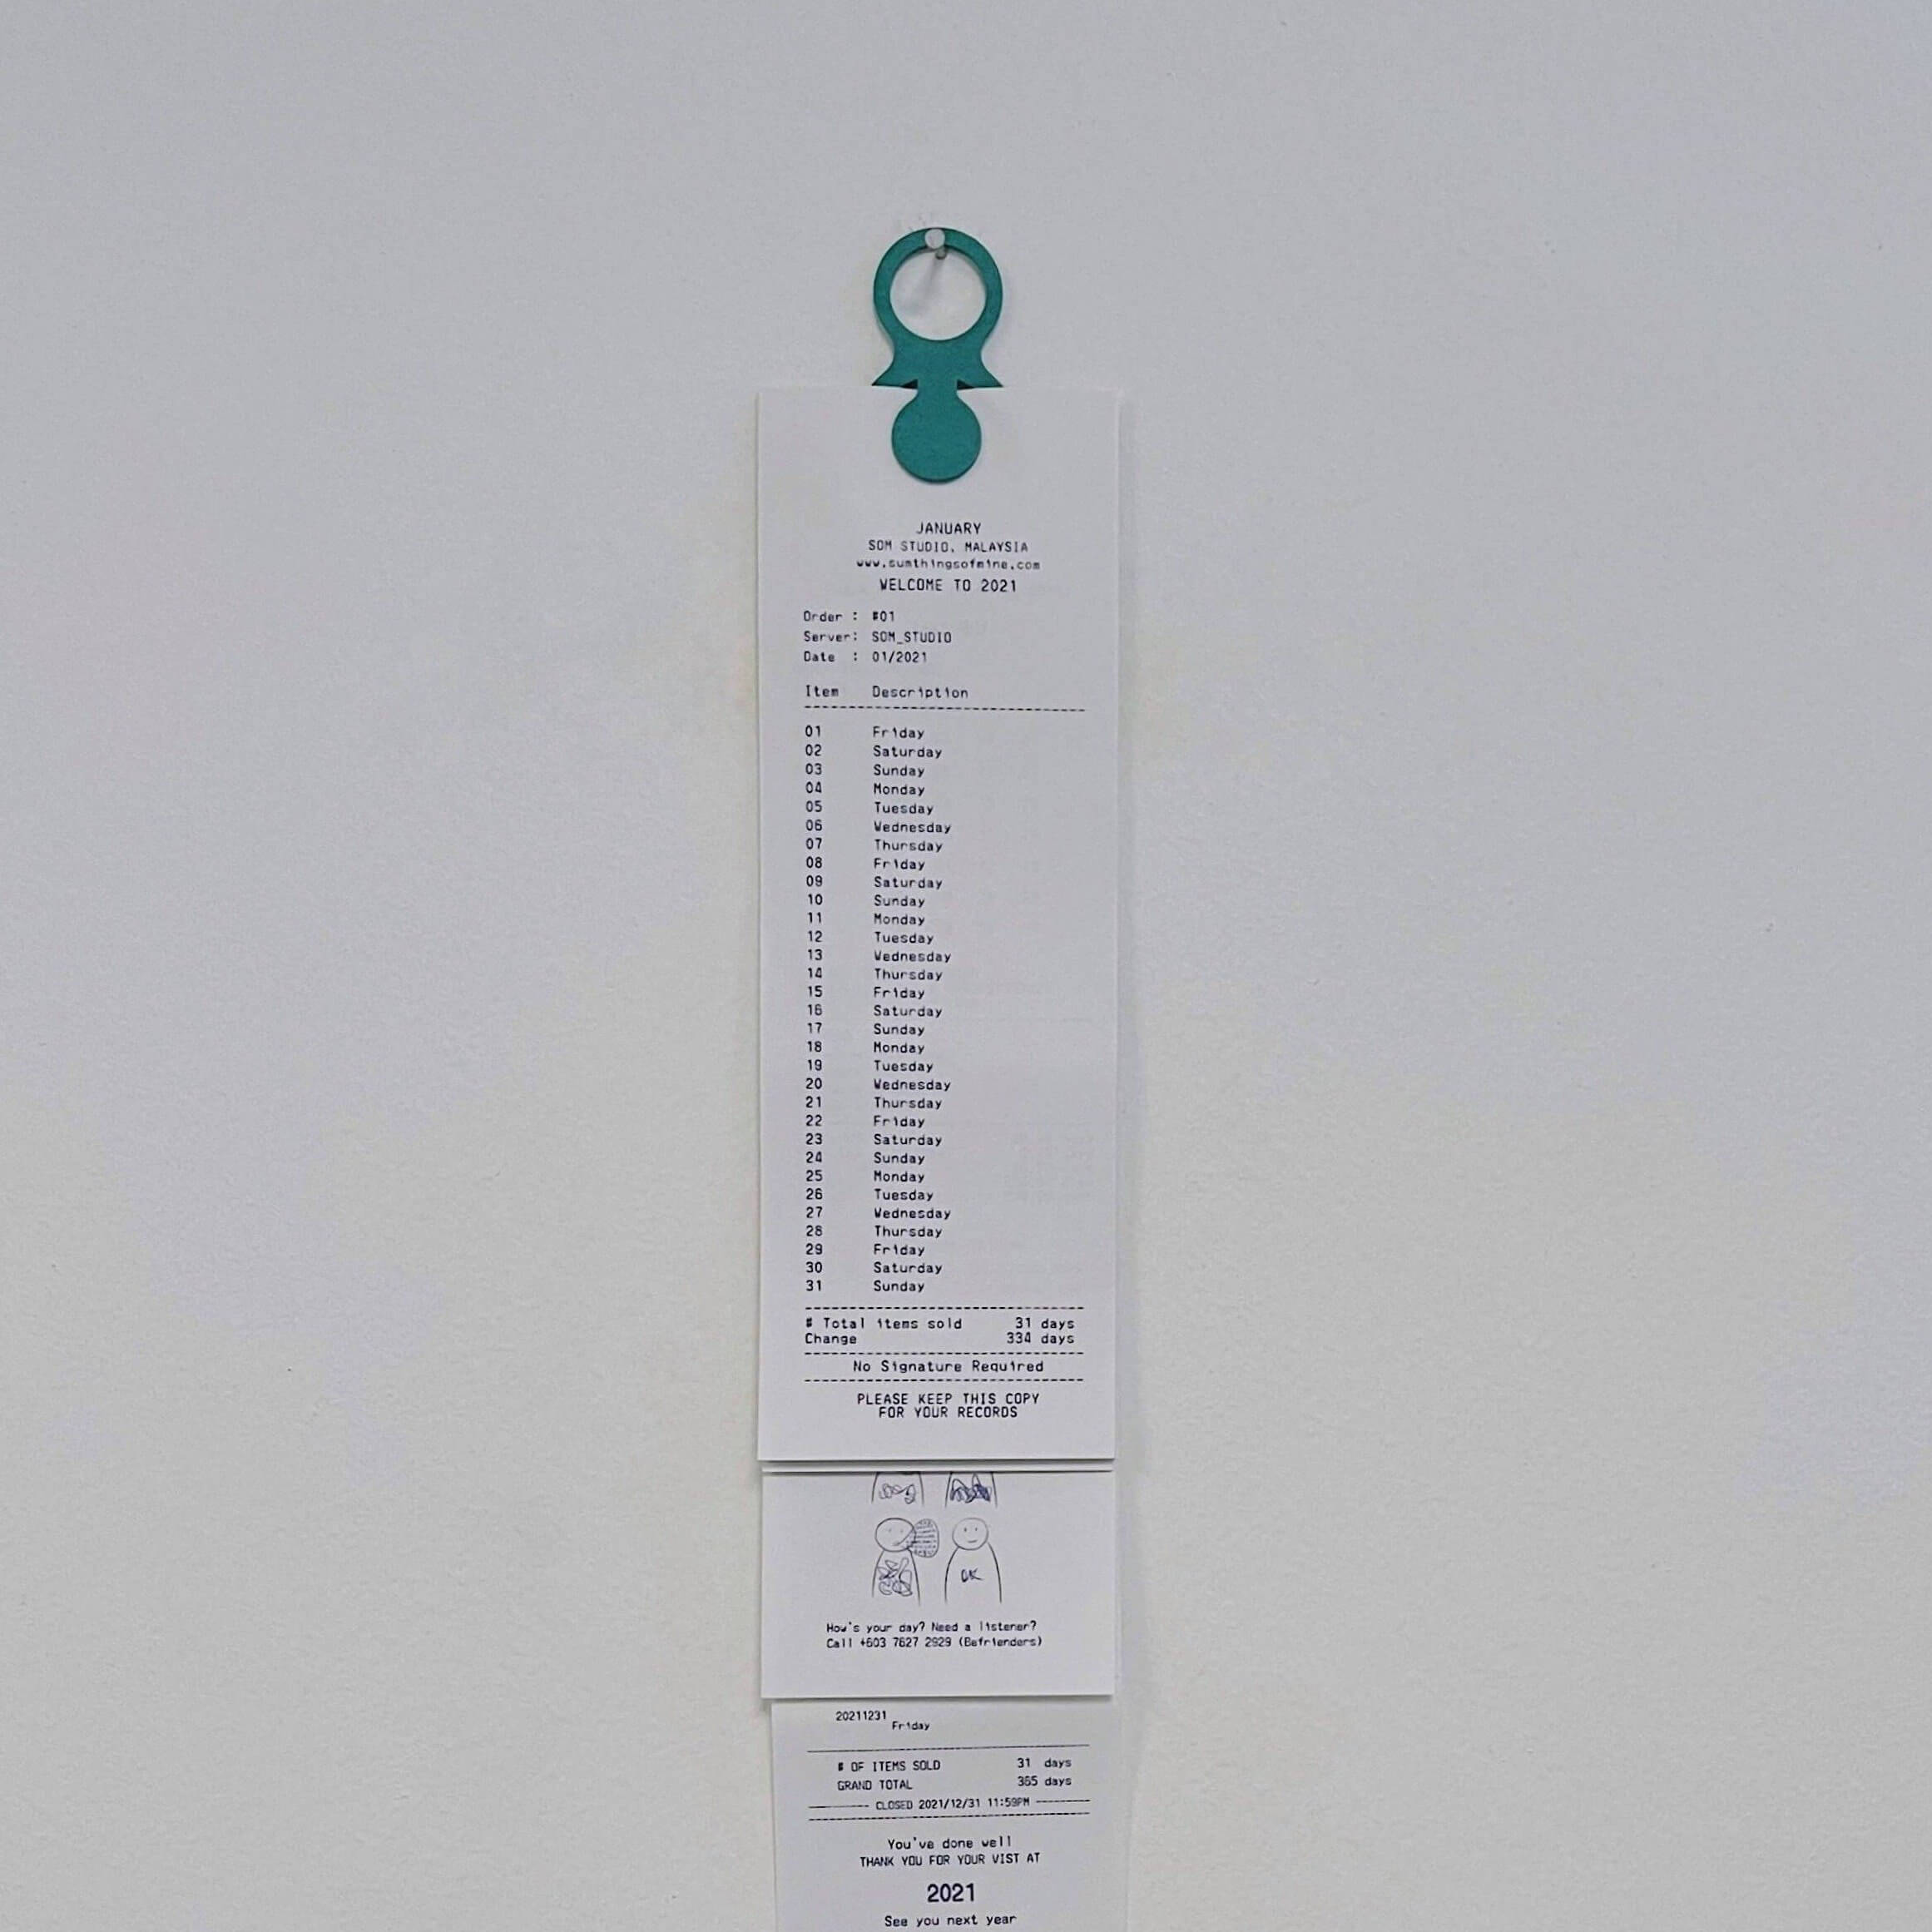 JANUARY
SOM STUDIO, MALAYSIA
www.sumthingsofmine.com
WELCOME TO 2021
Order : #01
Server: SOM_STUDIO
Date : 01/2021
Item Description
01 Friday
02 Saturday
03 Sunday
04 Monday
05 Tuesday
06 Wednesday
07 Thursday
08 Friday
09 Saturday
10 Sunday
11 Monday
12 Tuesday
13 Wednesday
14 Thursday
15 Friday
16 Saturday
17 Sunday
18 Monday
19 Tuesday
20 Wednesday
21 Thursday
22 Friday
23 Saturday
24 Sunday
25 Monday
26 Tuesday
27 Wednesday
28 Thursday
29 Friday
30 Saturday
31 Sunday
# Total items sold 31 days
Change 334 days
No Signature Required
PLEASE KEEP THIS COPY
FOR YOUR RECORDS
OK
How's your day? Need a listener?
Call +603 7627 2929 (Befrienders)
20211231
Friday
# OF ITEMS SOLD 31 days
GRAND TOTAL 365 days
CLOSED 2021/12/31 11:59PM
You've done well
THANK YOU FOR YOUR VIST AT
2021
See you next year